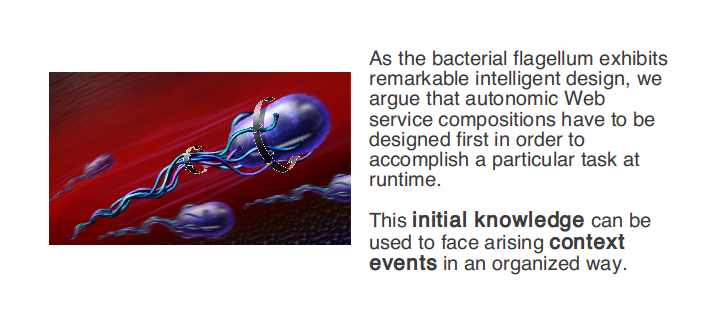 As the bacterial flagellum exhibits
remarkable intelligent design, we
argue that autonomic Web
service compositions have to be
designed first in order to
accomplish a particular task at
runtime.
This initial knowledge can be
used to face arising context
events in an organized way.